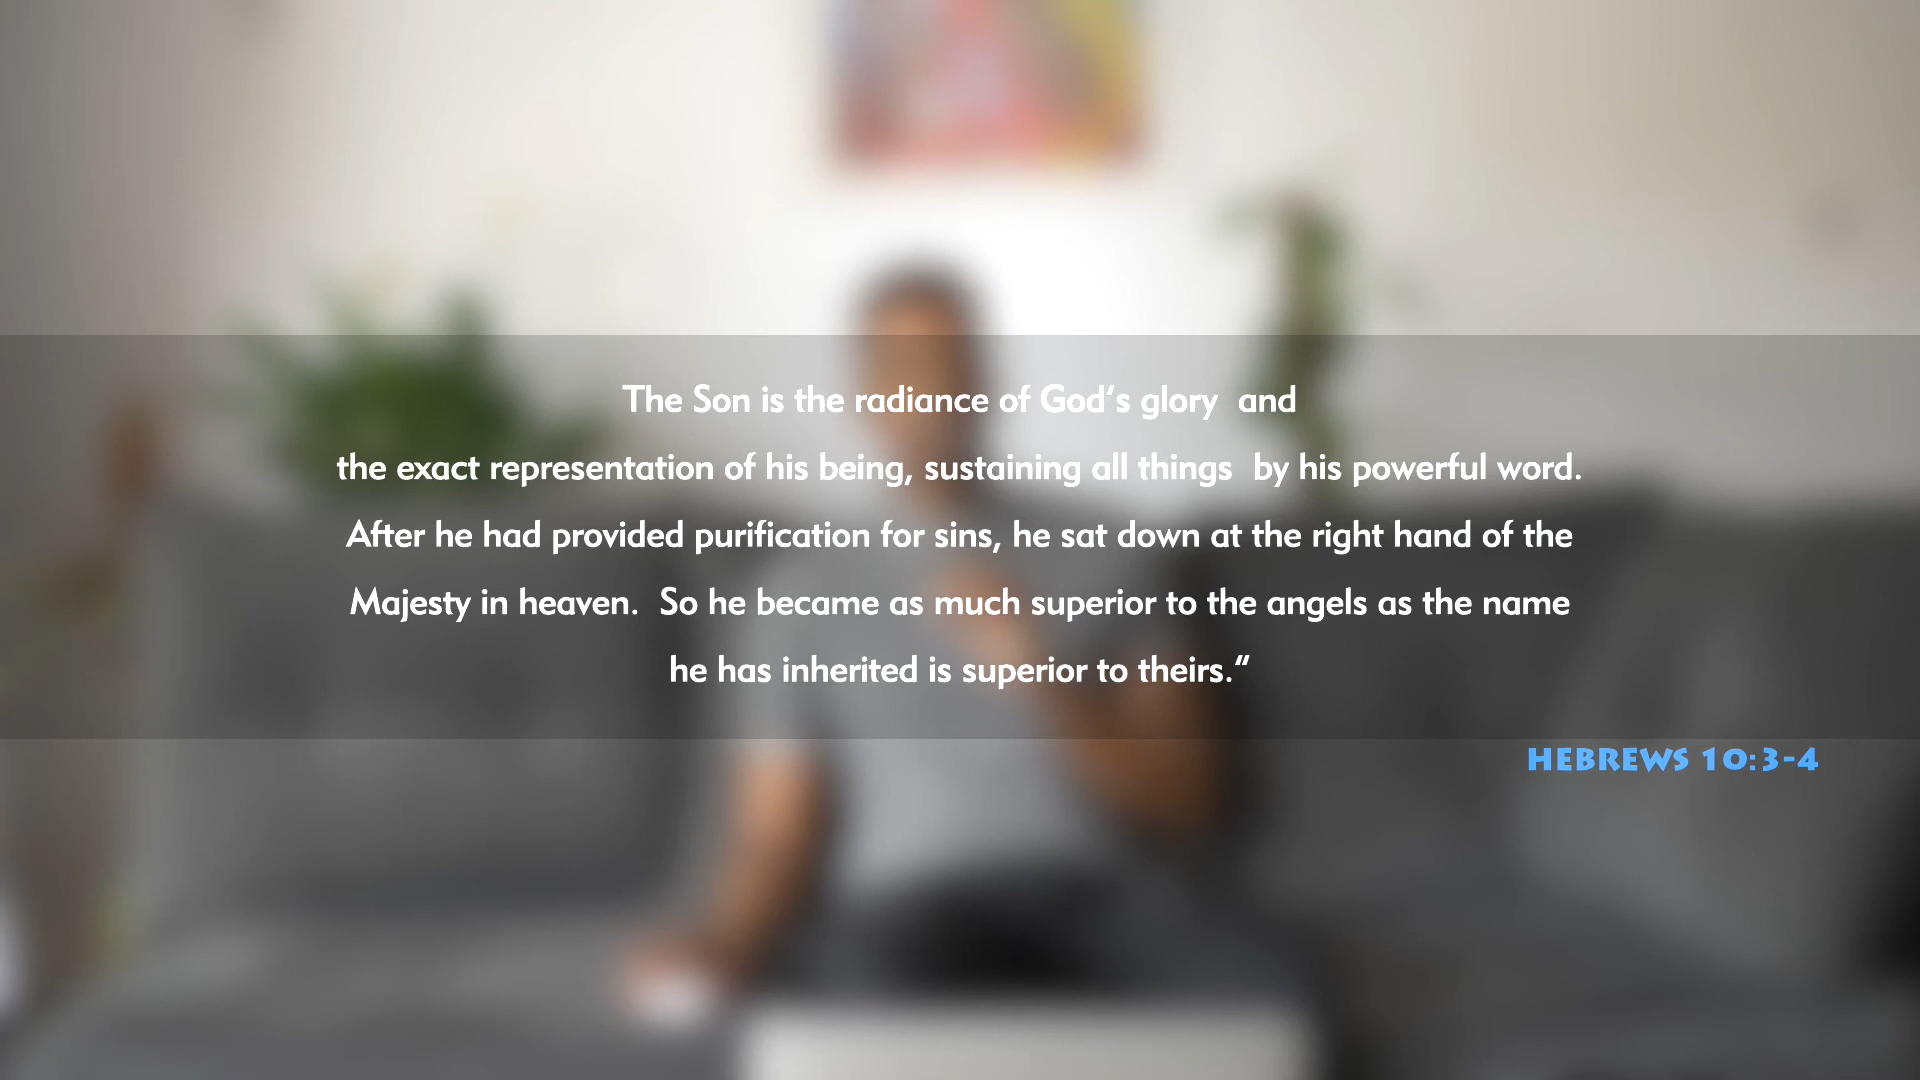 The Son is the radiance of God's glory  and
the exact representation of his being, sustaining all things  by his powerful word.
After he had provided purification for sins, he sat down at the right hand of the
Majesty in heaven.  So he became as much superior to the angels as the name
he has inherited is superior to theirs.“
HEBREWS 10:3-4